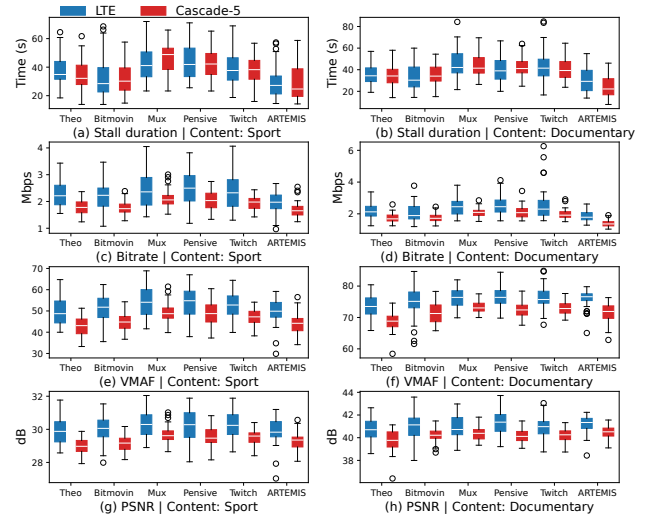 LTE Cascade-5
Time (s)
60
40
20
Theo Bitmovin Mux Pensive Twitch ARTEMIS
(a) Stall duration | Content: Sport
Time (s)
80
60
40
20
Theo Bitmovin Mux Pensive Twitch ARTEMIS
(b) Stall duration | Content: Documentary
Mbps
4
3
2
1
Theo Bitmovin Mux Pensive Twitch ARTEMIS
(c) Bitrate | Content: Sport
Mbps
6
4
2
Theo Bitmovin Mux Pensive Twitch ARTEMIS
(d) Bitrate | Content: Documentary
70
60
50
40
30
Theo Bitmovin Mux Pensive Twitch ARTEMIS
(e) VMAF | Content: Sport
80
70
60
Theo Bitmovin Mux Pensive Twitch ARTEMIS
(f) VMAF | Content: Documentary
dB
32
30
28
Theo Bitmovin Mux Pensive Twitch ARTEMIS
(g) PSNR | Content: Sport
dB
42
40
38
Theo Bitmovin Mux Pensive Twitch ARTEMIS
(h) PSNR | Content: Documentary